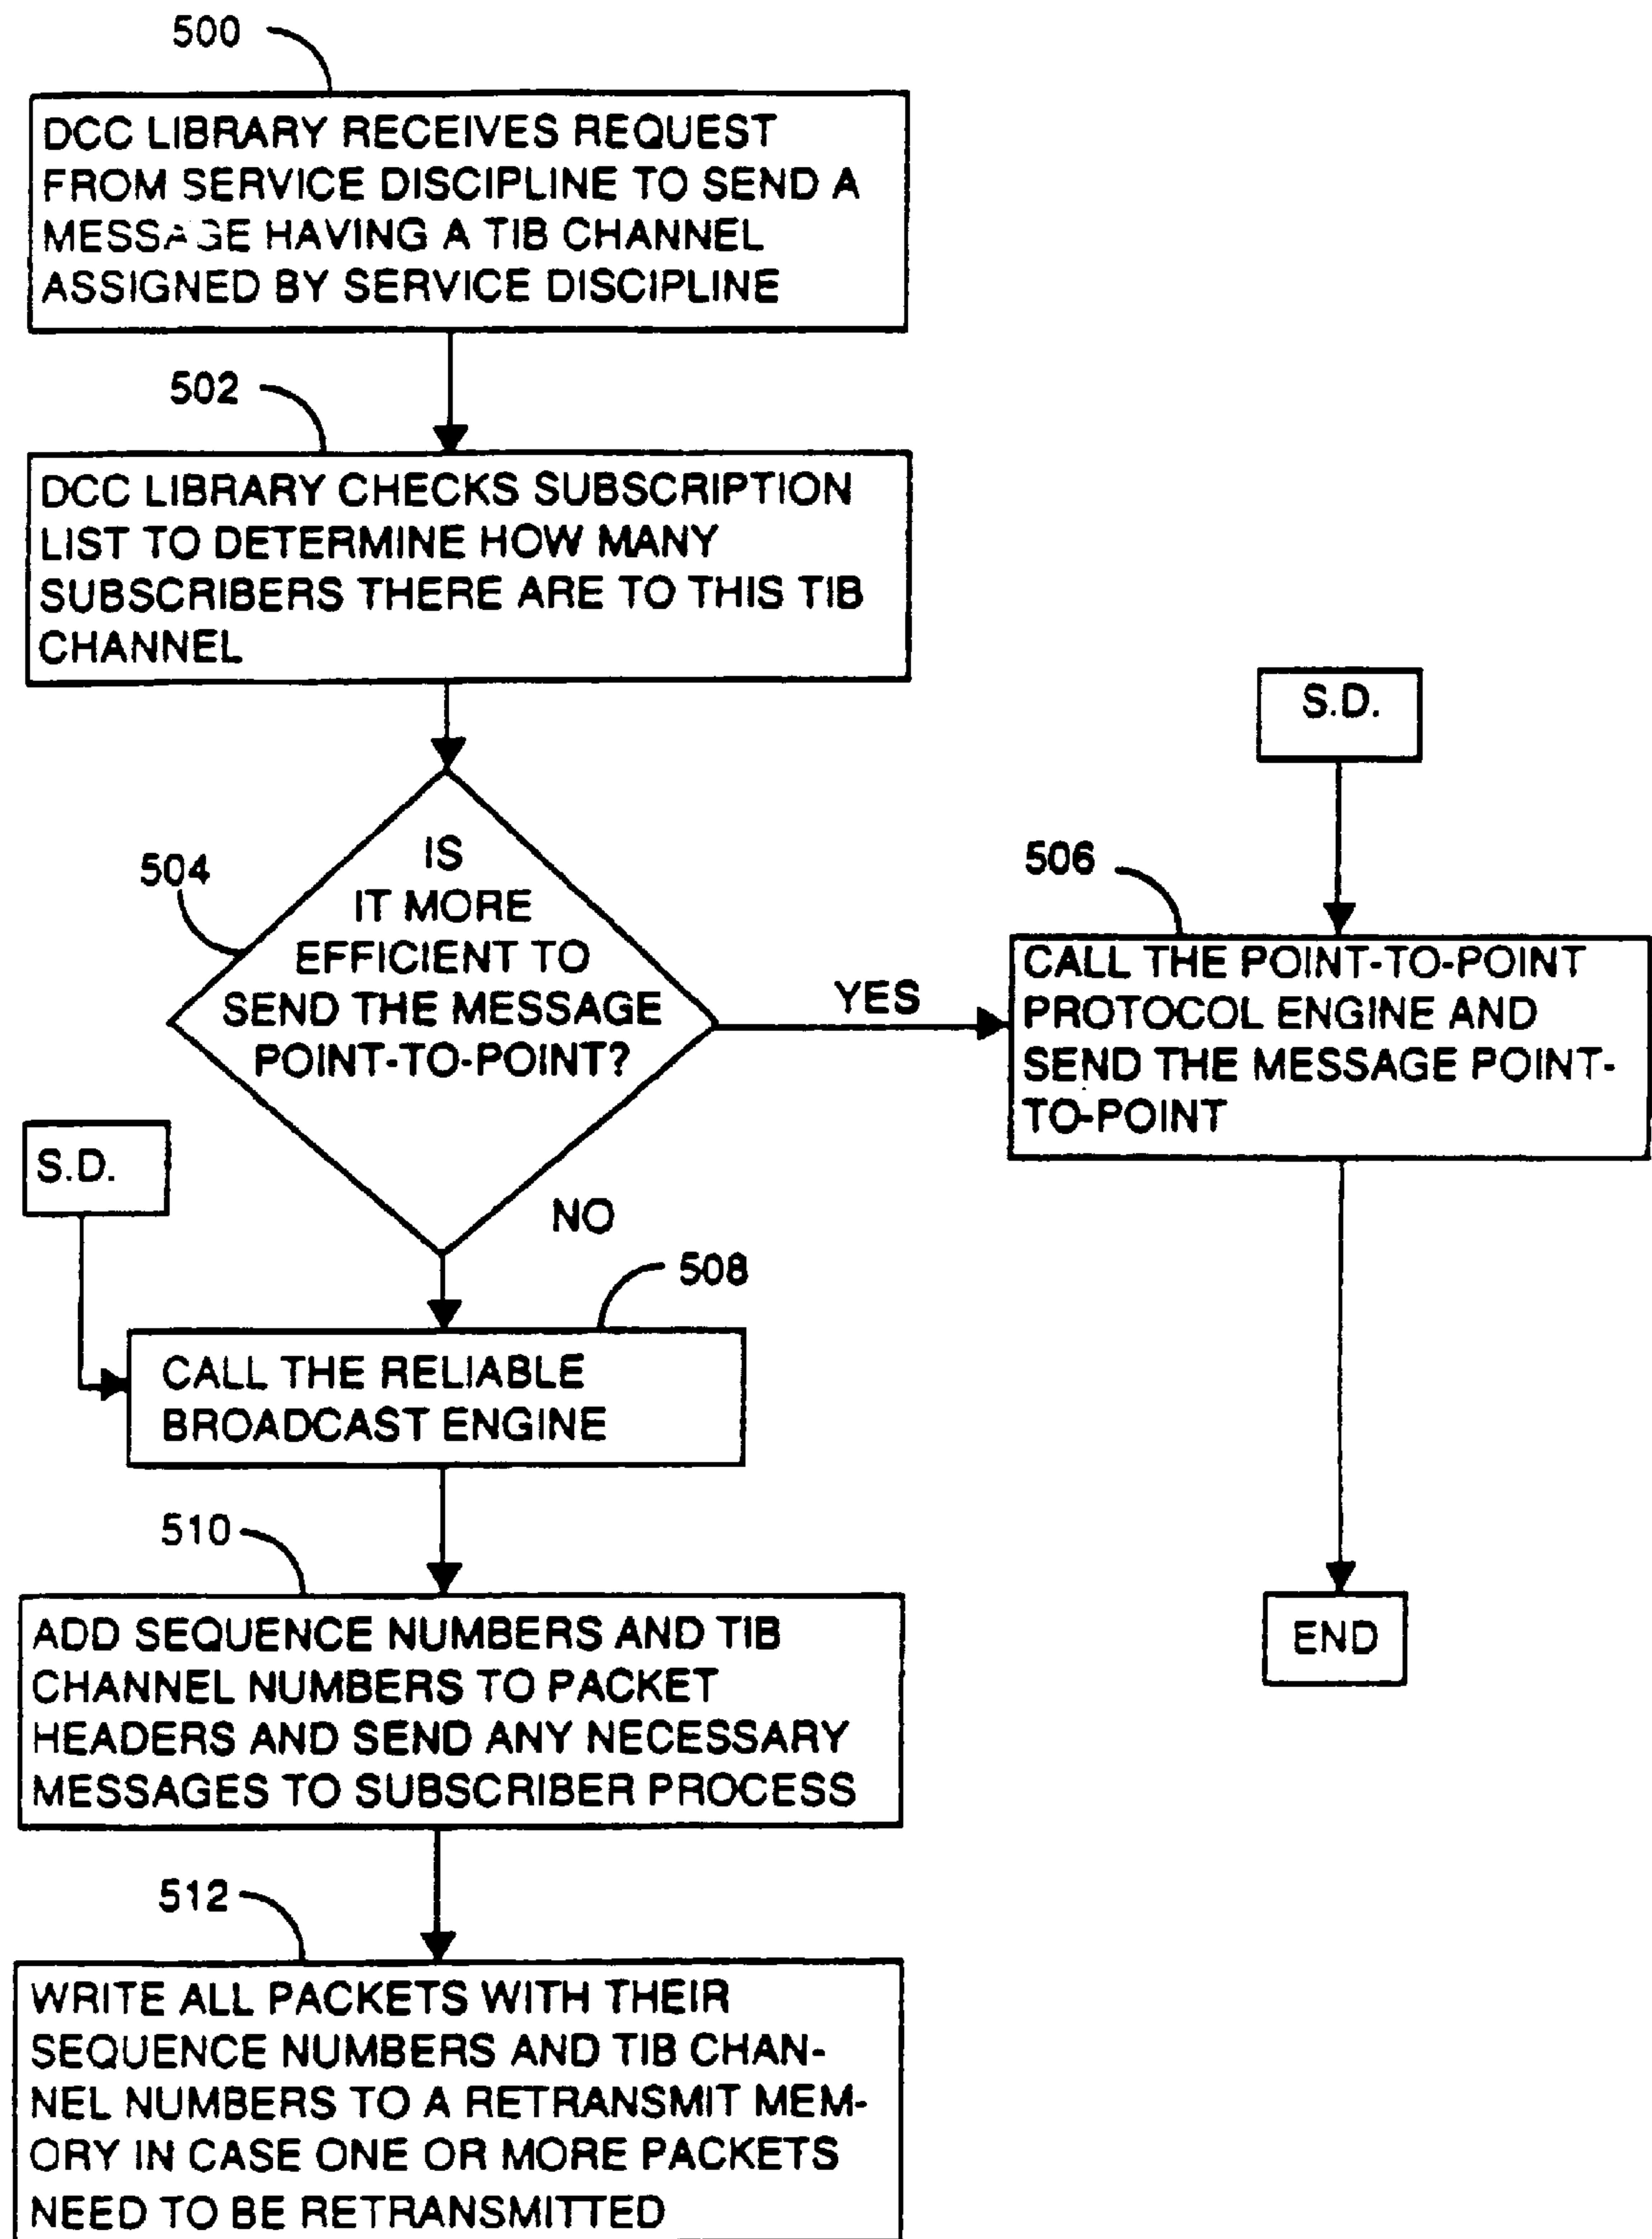 500
DCC LIBRARY RECEIVES REQUEST
FROM SERVICE DISCIPLINE TO SEND A
MESSAGE HAVING A TIB CHANNEL
ASSIGNED BY SERVICE DISCIPLINE
502
DCC LIBRARY CHECKS SUBSCRIPTION
LIST TO DETERMINE HOW MANY
SUBSCRIBERS THERE ARE TO THIS TIB
CHANNEL
504
IS
IT MORE
EFFICIENT TO
SEND THE MESSAGE
POINT-TO-POINT?
YES
S.D.
506
CALL THE POINT-TO-POINT
PROTOCOL ENGINE AND
SEND THE MESSAGE POINT-
TO-POINT
END
NO
S.D.
508
CALL THE RELIABLE
BROADCAST ENGINE
510
ADD SEQUENCE NUMBERS AND TIB
CHANNEL NUMBERS TO PACKET
HEADERS AND SEND ANY NECESSARY
MESSAGES TO SUBSCRIBER PROCESS
512
WRITE ALL PACKETS WITH THEIR
SEQUENCE NUMBERS AND TIB CHAN-
NEL NUMBERS TO A RETRANSMIT MEM-
ORY IN CASE ONE OR MORE PACKETS
NEED TO BE RETRANSMITTED